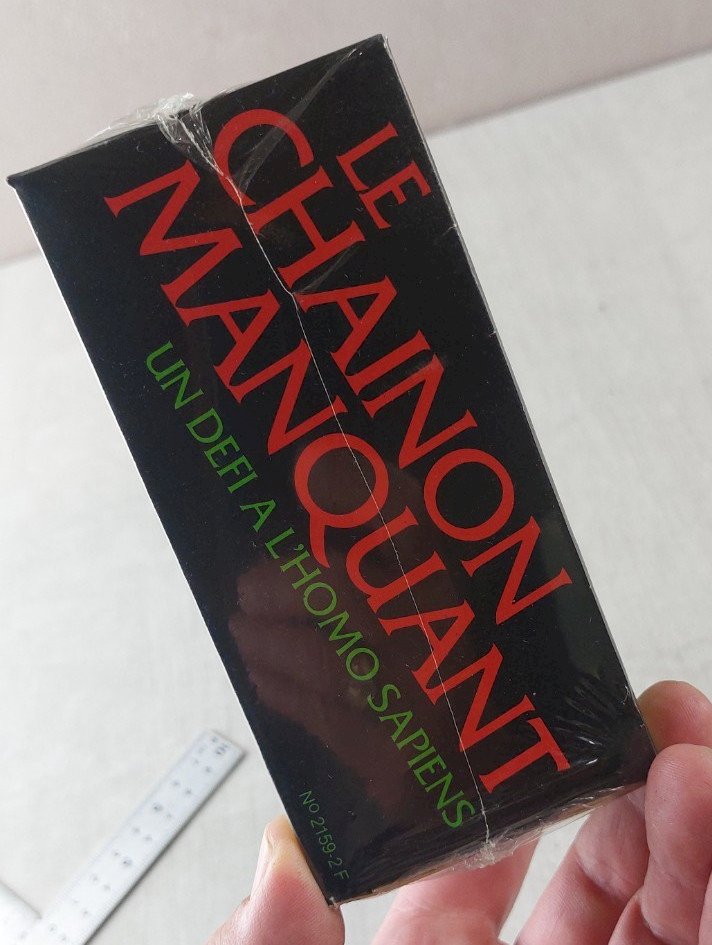 LE
CHAINON
MANQUANT
UN DEFI A L'HOMO SAPIENS
No 2159-2 F